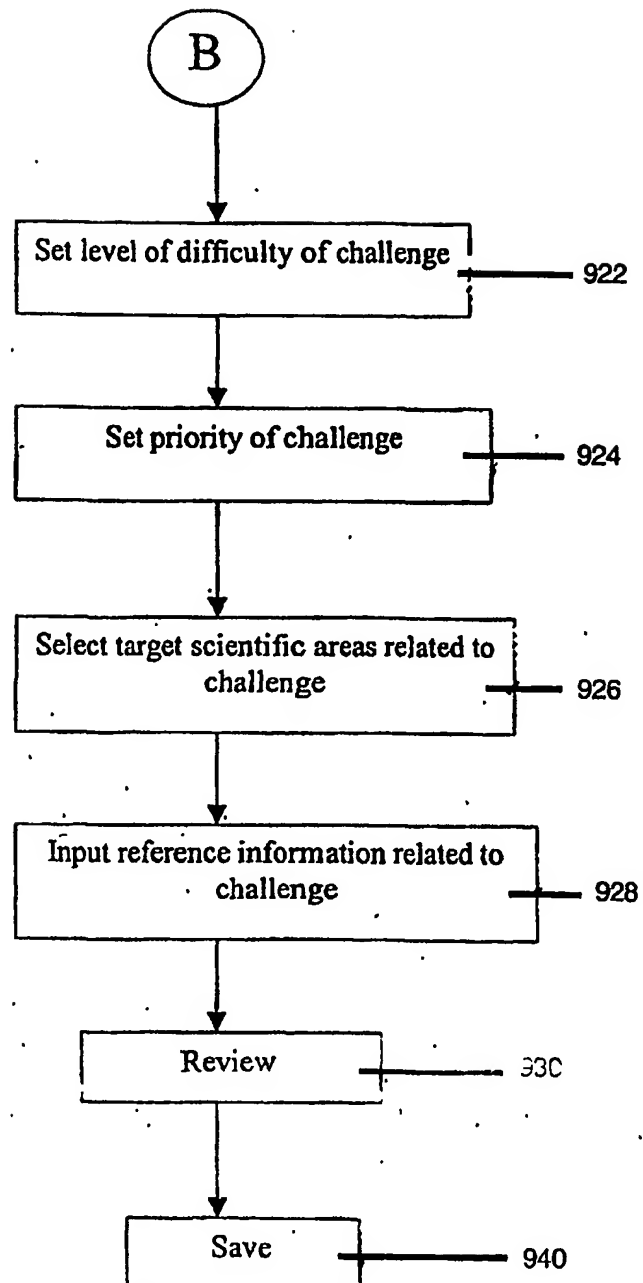 B
Set level of difficulty of challenge
922
Set priority of challenge
924
Select target scientific areas related to
challenge
926
Input reference information related to
challenge
928
Review
930
Save
940